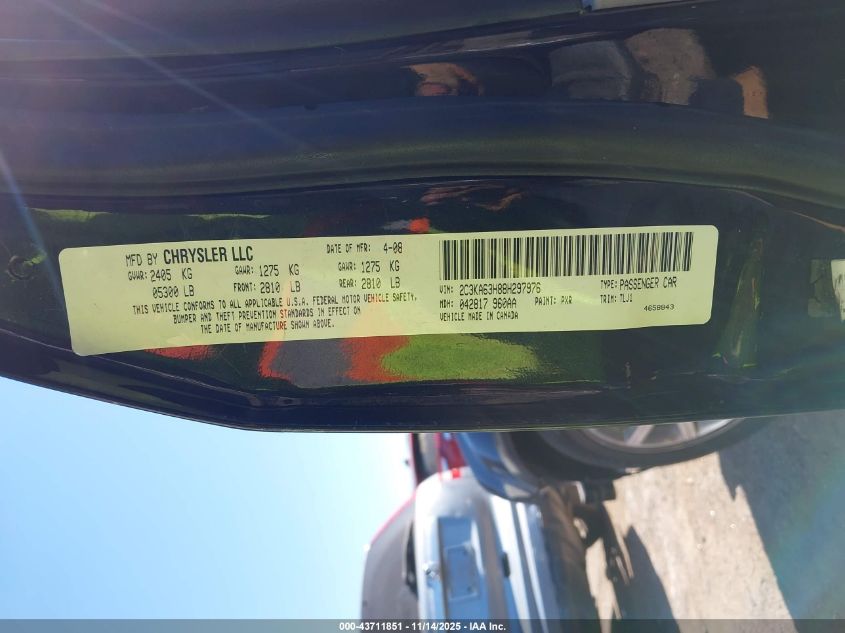 MFD BY CHRYSLER LLC DATE OF MFR: 4-08
GVWR: 2405 KG GAWR: 1275 KG GAWR: 1275 KG
05300 LB FRONT: 2810 LB REAR: 2810 LB
THIS VEHICLE CONFORMS TO ALL APPLICABLE U.S.A. FEDERAL MOTOR VEHICLE SAFETY,
BUMPER AND THEFT PREVENTION STANDARDS IN EFFECT ON
THE DATE OF MANUFACTURE SHOWN ABOVE.
VIN: 2C3KA63H88H297976 TYPE: PASSENGER CAR
MDH: 042817 960AA PAINT: PXR TRIM: TLJ1
VEHICLE MADE IN CANADA 4658843
000-43711851 - 11/14/2025 - IAA Inc.